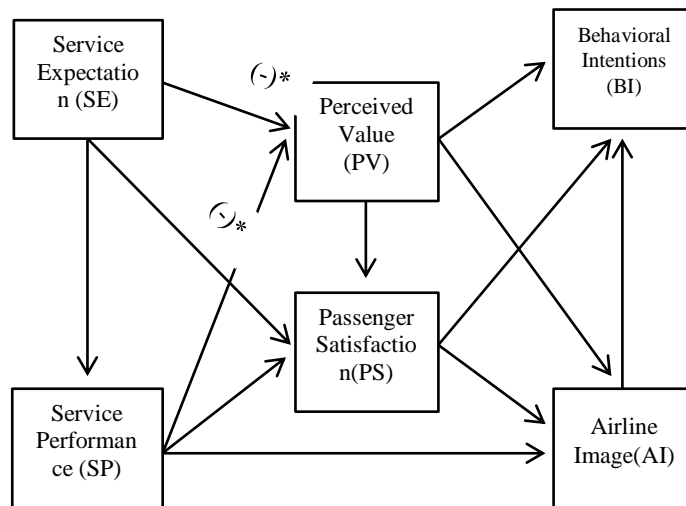 Service
Expectatio
n (SE)
(-)*
Perceived
Value
(PV)
Behavioral
Intentions
(BI)
(-)*
Passenger
Satisfactio
n(PS)
Service
Performan
ce (SP)
Airline
Image(AI)